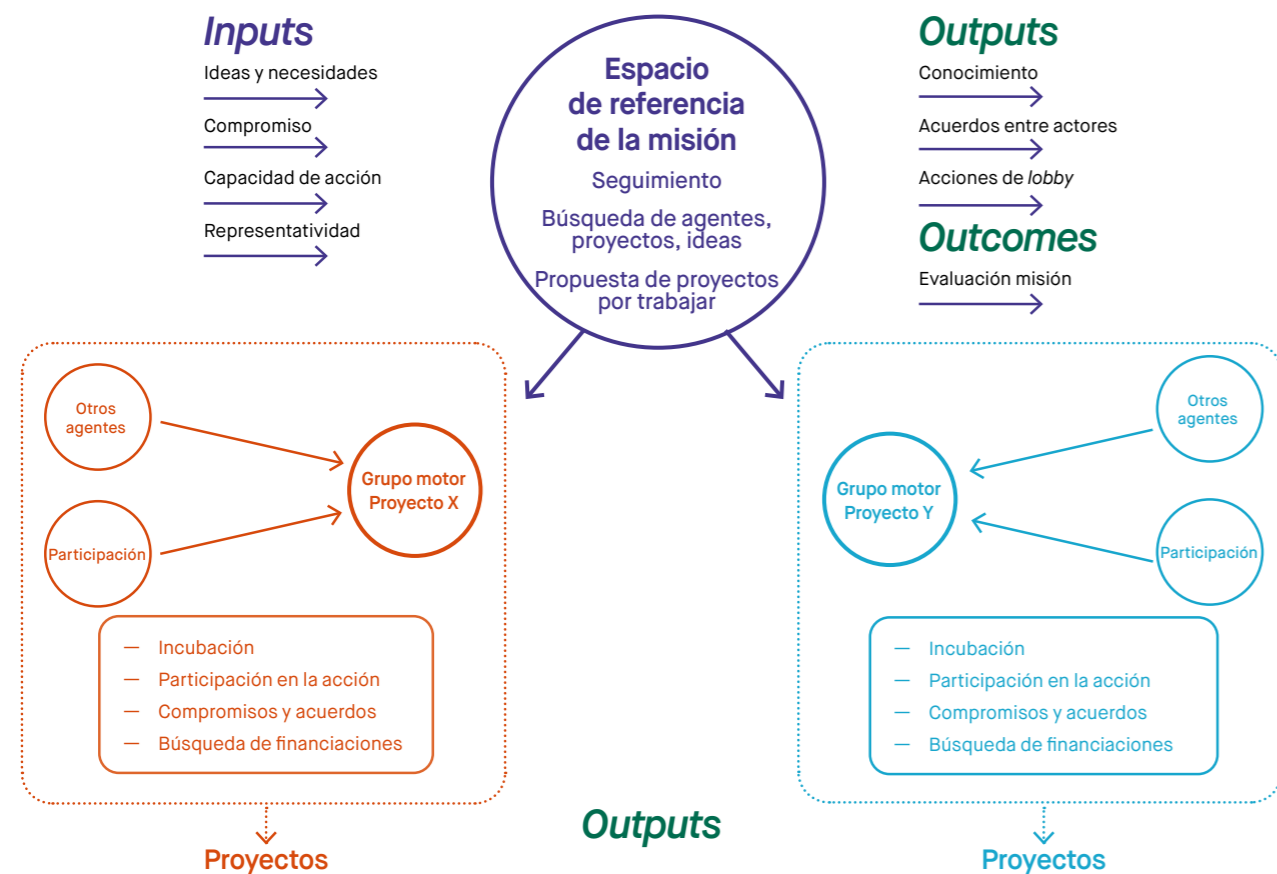 Inputs
Ideas y necesidades
Compromiso
Capacidad de acción
Representatividad
Espacio
de referencia
de la misión
Seguimiento
Búsqueda de agentes,
proyectos, ideas
Propuesta de proyectos
por trabajar
Outputs
Conocimiento
Acuerdos entre actores
Acciones de lobby
Outcomes
Evaluación misión
Otros
agentes
Participación
Grupo motor
Proyecto X
— Incubación
— Participación en la acción
— Compromisos y acuerdos
— Búsqueda de financiaciones
Proyectos
Outputs
Grupo motor
Proyecto Y
Otros
agentes
Participación
— Incubación
— Participación en la acción
— Compromisos y acuerdos
— Búsqueda de financiaciones
Proyectos